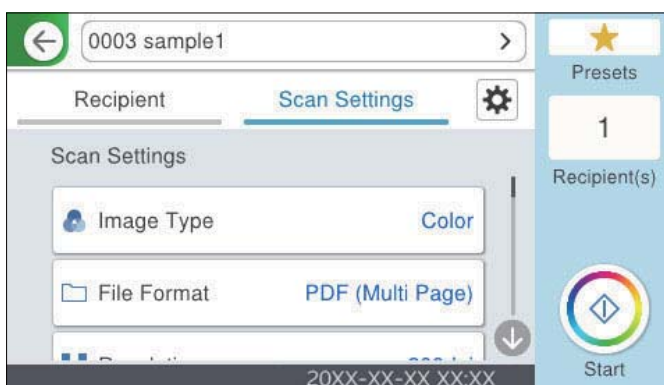 0003 sample1
Presets
Recipient
Scan Settings
1
Recipient(s)
Scan Settings
Image Type
Color
File Format
PDF (Multi Page)
20XX-XX-XX XX:XX
Start